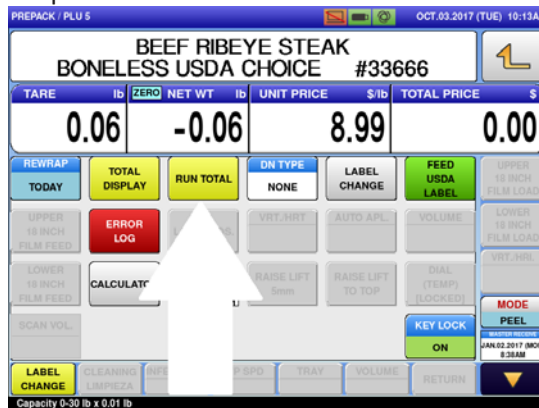 PREPACK / PLU 5
OCT.03.2017 (TUE) 10:13A
BEEF RIBEYE STEAK
BONELESS USDA CHOICE #33666
TARE lb ZERO NET WT lb UNIT PRICE $/lb TOTAL PRICE $
0.06 -0.06 8.99 0.00
REWRAP
TODAY
TOTAL
DISPLAY
RUN TOTAL
DN TYPE
NONE
LABEL
CHANGE
FEED
USDA
LABEL
UPPER
18 INCH
FILM LOAD
UPPER
18 INCH
FILM FEED
ERROR
LOG
VRT./HRT
AUTO APL.
VOLUME
LOWER
18 INCH
FILM LOAD
LOWER
18 INCH
FILM FEED
CALCULATO
RAISE LIFT
5mm
RAISE LIFT
TO TOP
DIAL
(TEMP)
[LOCKED]
VRT./HRI.
MODE
PEEL
SCAN VOL.
KEY LOCK
ON
MASTER RECEIVE
JAN.02.2017 (MO
8:38AM
LABEL
CHANGE
CLEANING
LIMPIEZA
INFE
P SPD
TRAY
VOLUME
RETURN
Capacity 0-30 lb x 0.01 lb